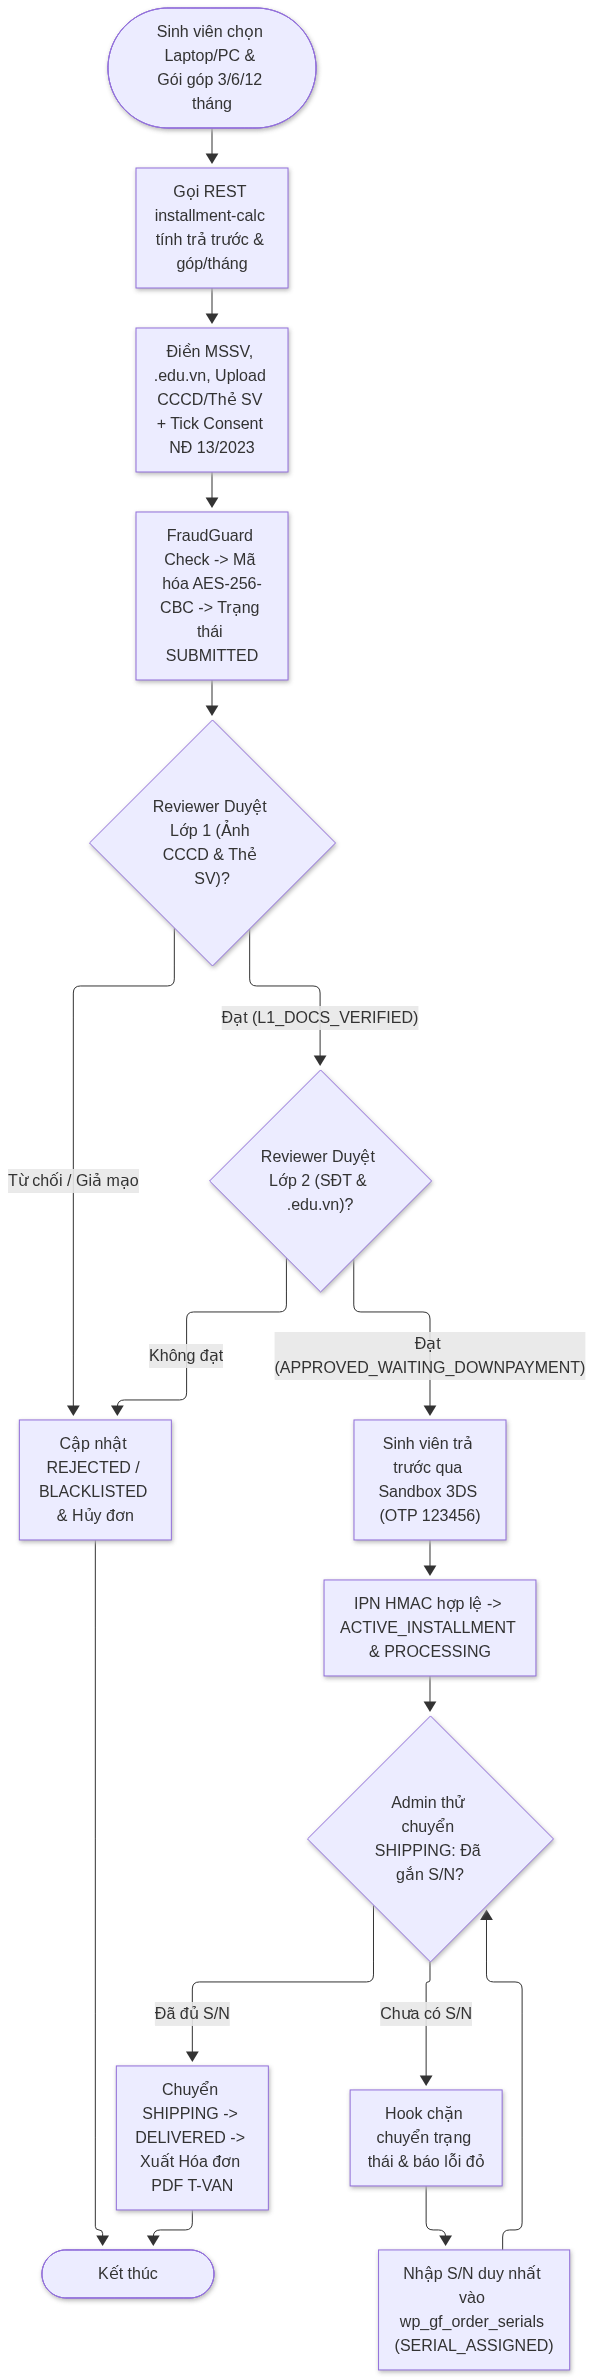 Sinh viên chọn
Laptop/PC &
Gói góp 3/6/12
tháng
Gọi REST
installment-calc
tính trả trước &
góp/tháng
Điền MSSV,
.edu.vn, Upload
CCCD/Thẻ SV
+ Tick Consent
NĐ 13/2023
FraudGuard
Check -> Mã
hóa AES-256-
CBC -> Trạng
thái
SUBMITTED
Reviewer Duyệt
Lớp 1 (Ảnh
CCCD & Thẻ
SV)?
Đạt (L1_DOCS_VERIFIED)
Từ chối / Giả mạo
Reviewer Duyệt
Lớp 2 (SĐT &
.edu.vn)?
Không đạt
Đạt
(APPROVED_WAITING_DOWNPAYMENT)
Cập nhật
REJECTED /
BLACKLISTED
& Hủy đơn
Sinh viên trả
trước qua
Sandbox 3DS
(OTP 123456)
IPN HMAC hợp lệ ->
ACTIVE_INSTALLMENT
& PROCESSING
Admin thử
chuyển
SHIPPING: Đã
gắn S/N?
Đã đủ S/N
Chưa có S/N
Chuyển
SHIPPING ->
DELIVERED ->
Xuất Hóa đơn
PDF T-VAN
Hook chặn
chuyển trạng
thái & báo lỗi đỏ
Kết thúc
Nhập S/N duy nhất
vào
wp_gf_order_serials
(SERIAL_ASSIGNED)